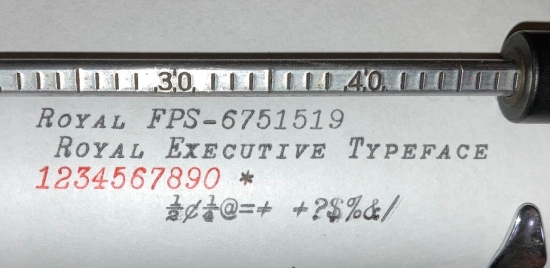 30 40
ROYAL FPS-6751519
ROYAL EXECUTIVE TYPEFACE
1234567890 *
½¢¼@=+ +?$%&/